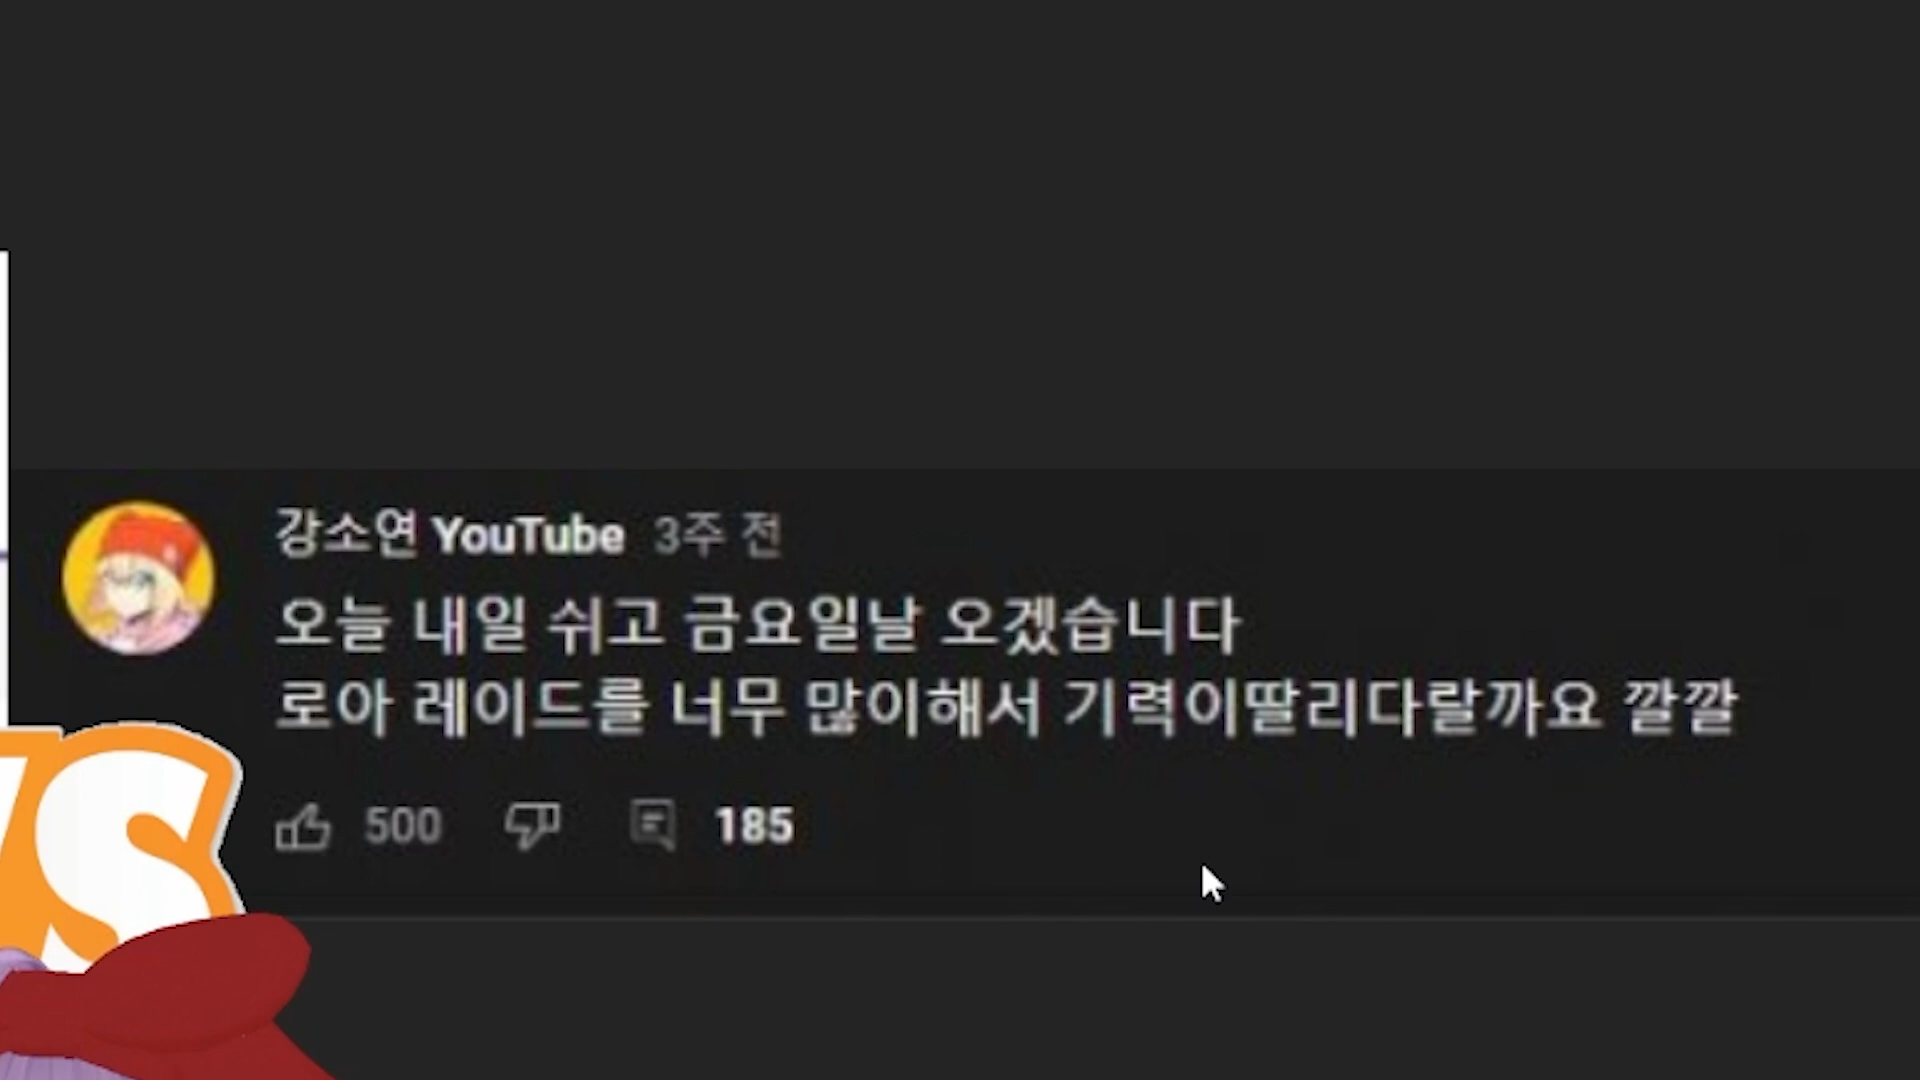 강소연 YouTube 3주 전
오늘 내일 쉬고 금요일날 오겠습니다
로아 레이드를 너무 많이해서 기력이딸리다랄까요 깔깔
500 185
S